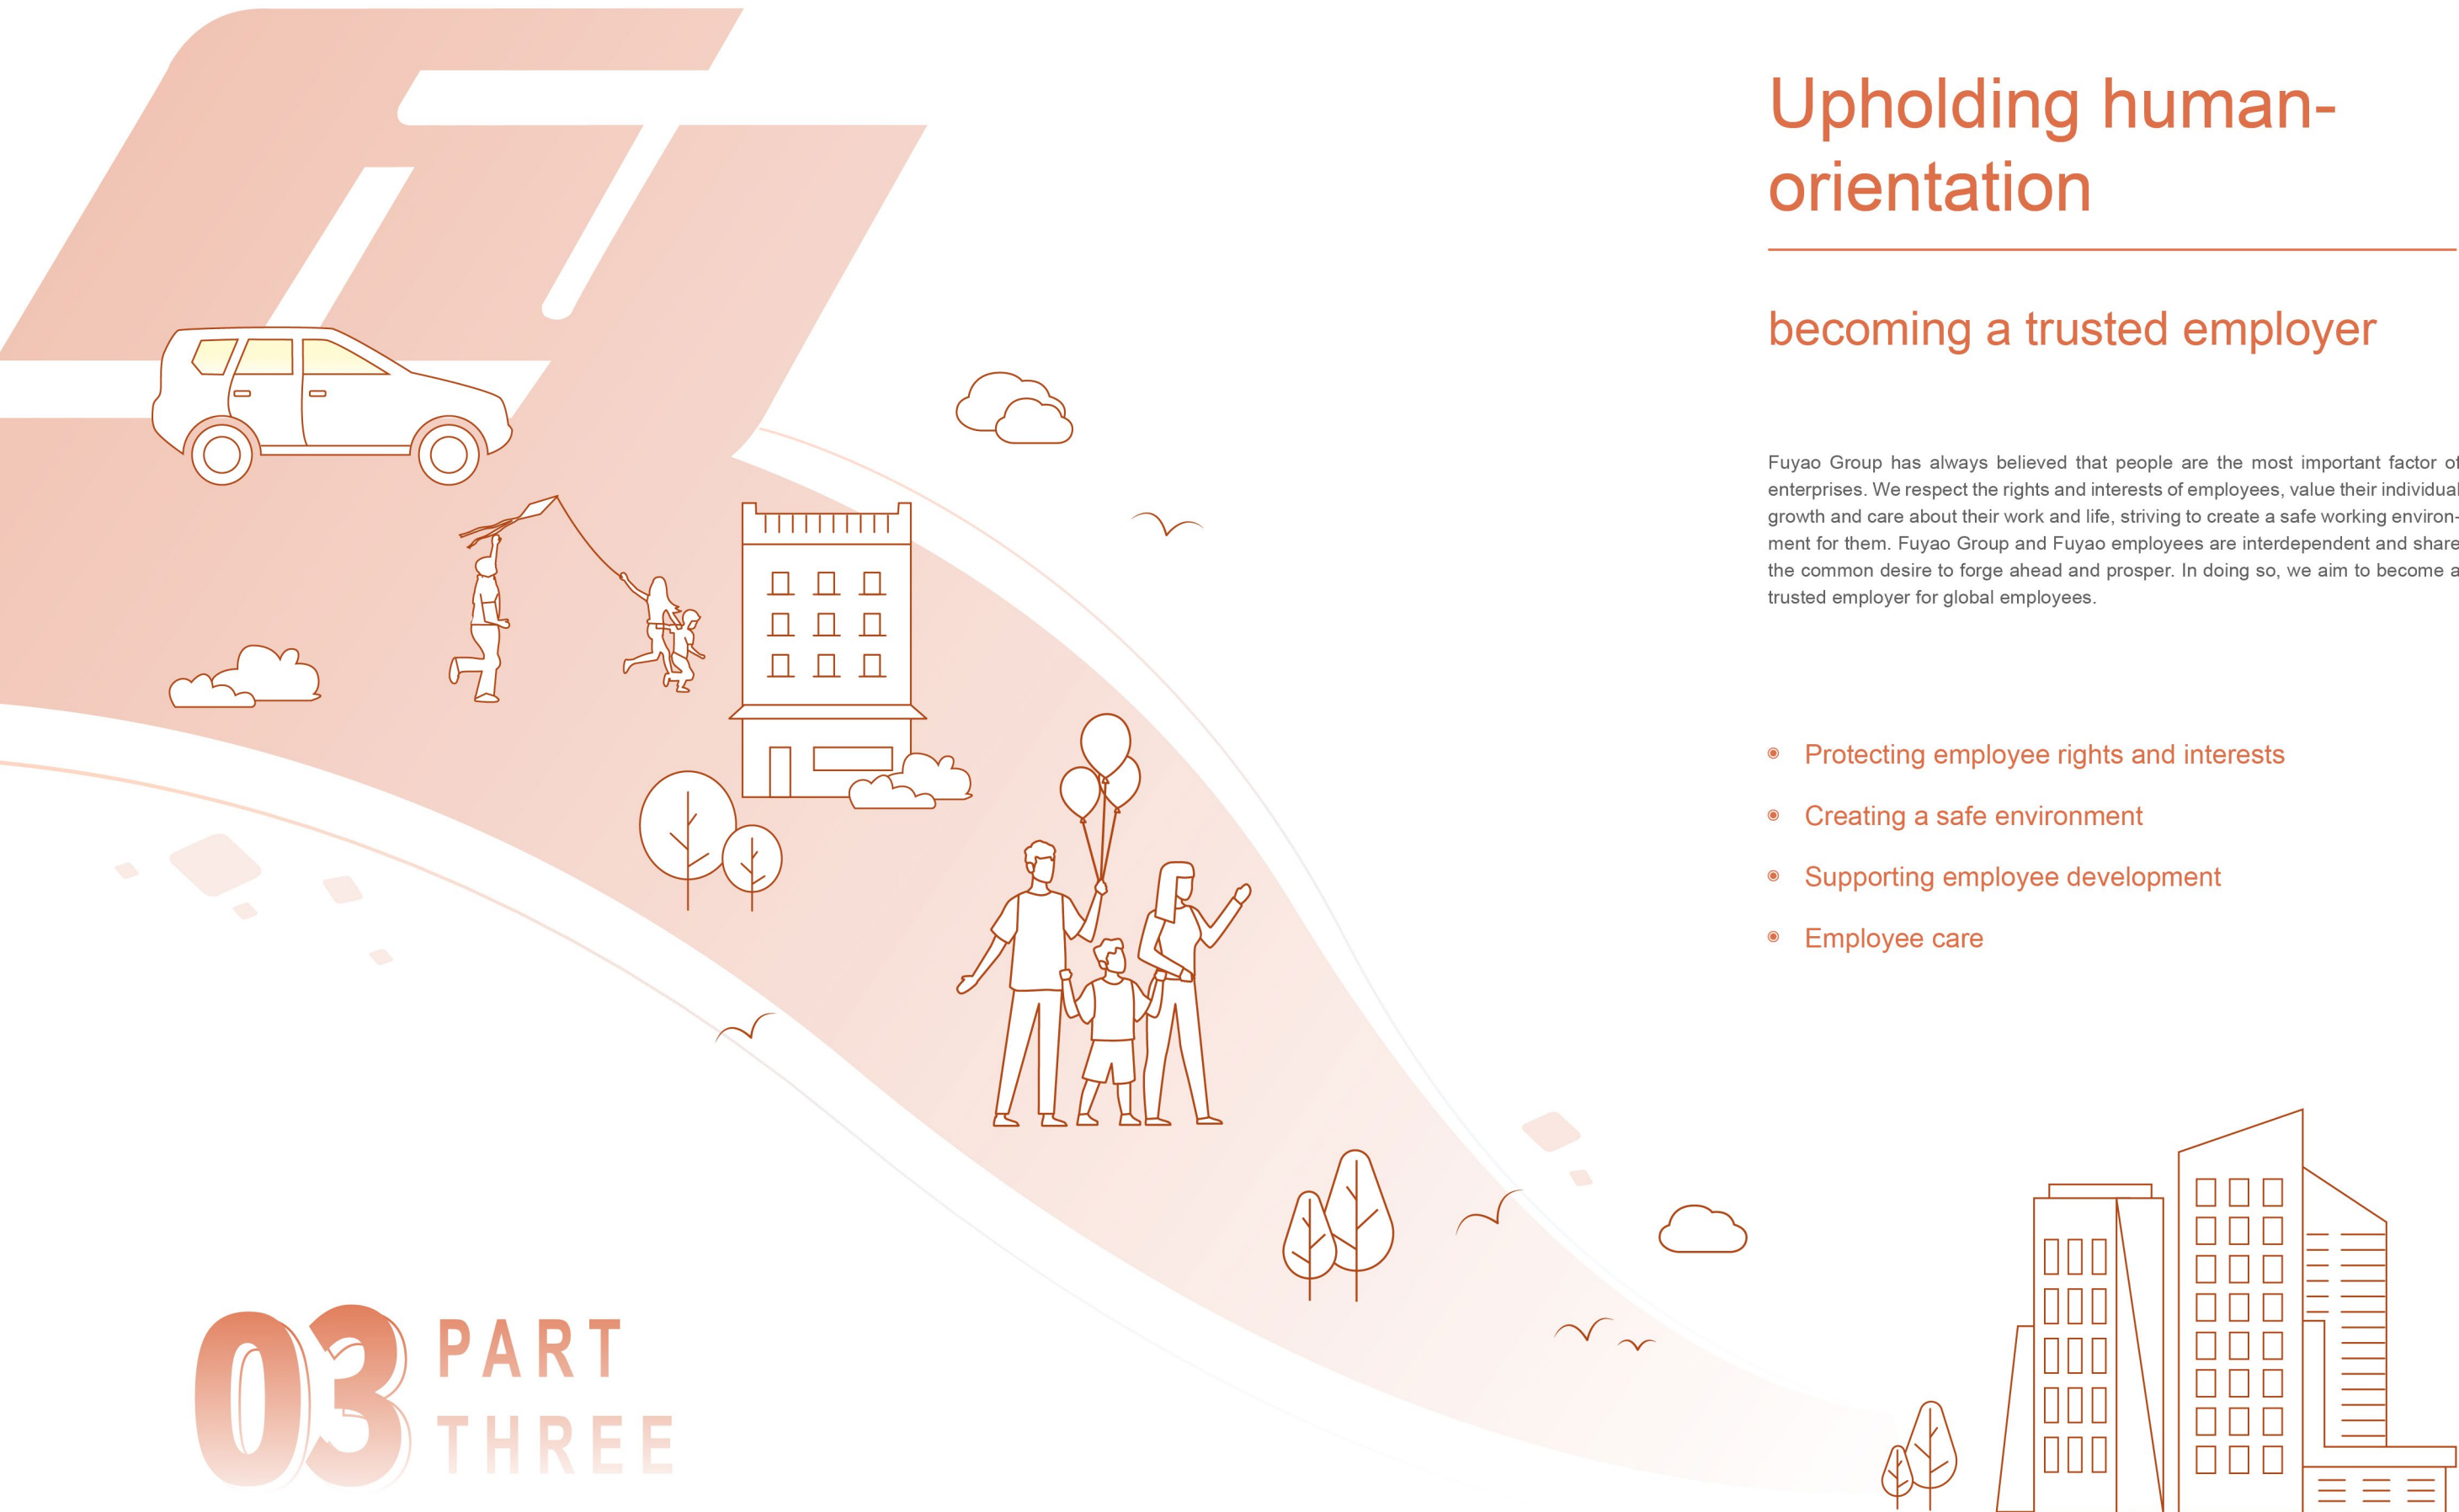 Upholding human-
orientation
becoming a trusted employer
Fuyao Group has always believed that people are the most important factor of
enterprises. We respect the rights and interests of employees, value their individual
growth and care about their work and life, striving to create a safe working environ-
ment for them. Fuyao Group and Fuyao employees are interdependent and share
the common desire to forge ahead and prosper. In doing so, we aim to become a
trusted employer for global employees.
Protecting employee rights and interests
Creating a safe environment
Supporting employee development
Employee care
03
PART
THREE